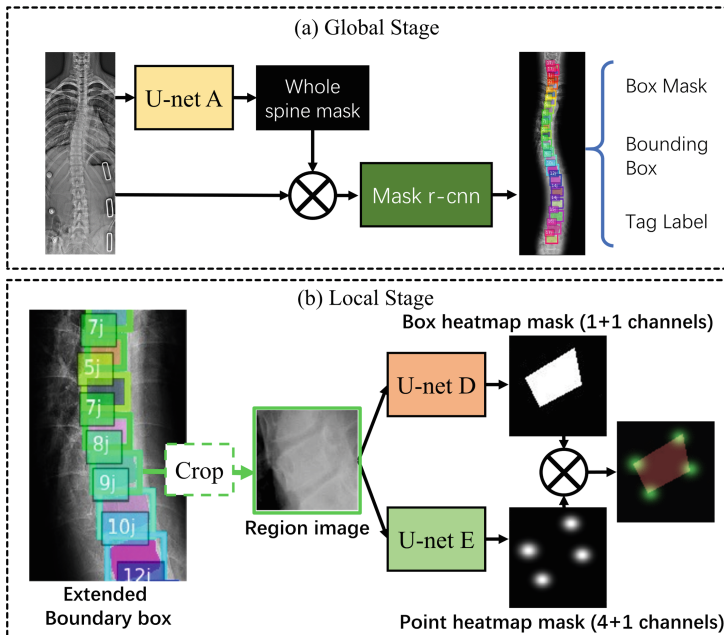 (a) Global Stage
U-net A
Whole
spine mask
Mask r-cnn
Box Mask
Bounding
Box
Tag Label
(b) Local Stage
7j
5j
7j
8j
9j
10j
12j
Extended
Boundary box
Crop
Region image
U-net D
U-net E
Box heatmap mask (1+1 channels)
Point heatmap mask (4+1 channels)